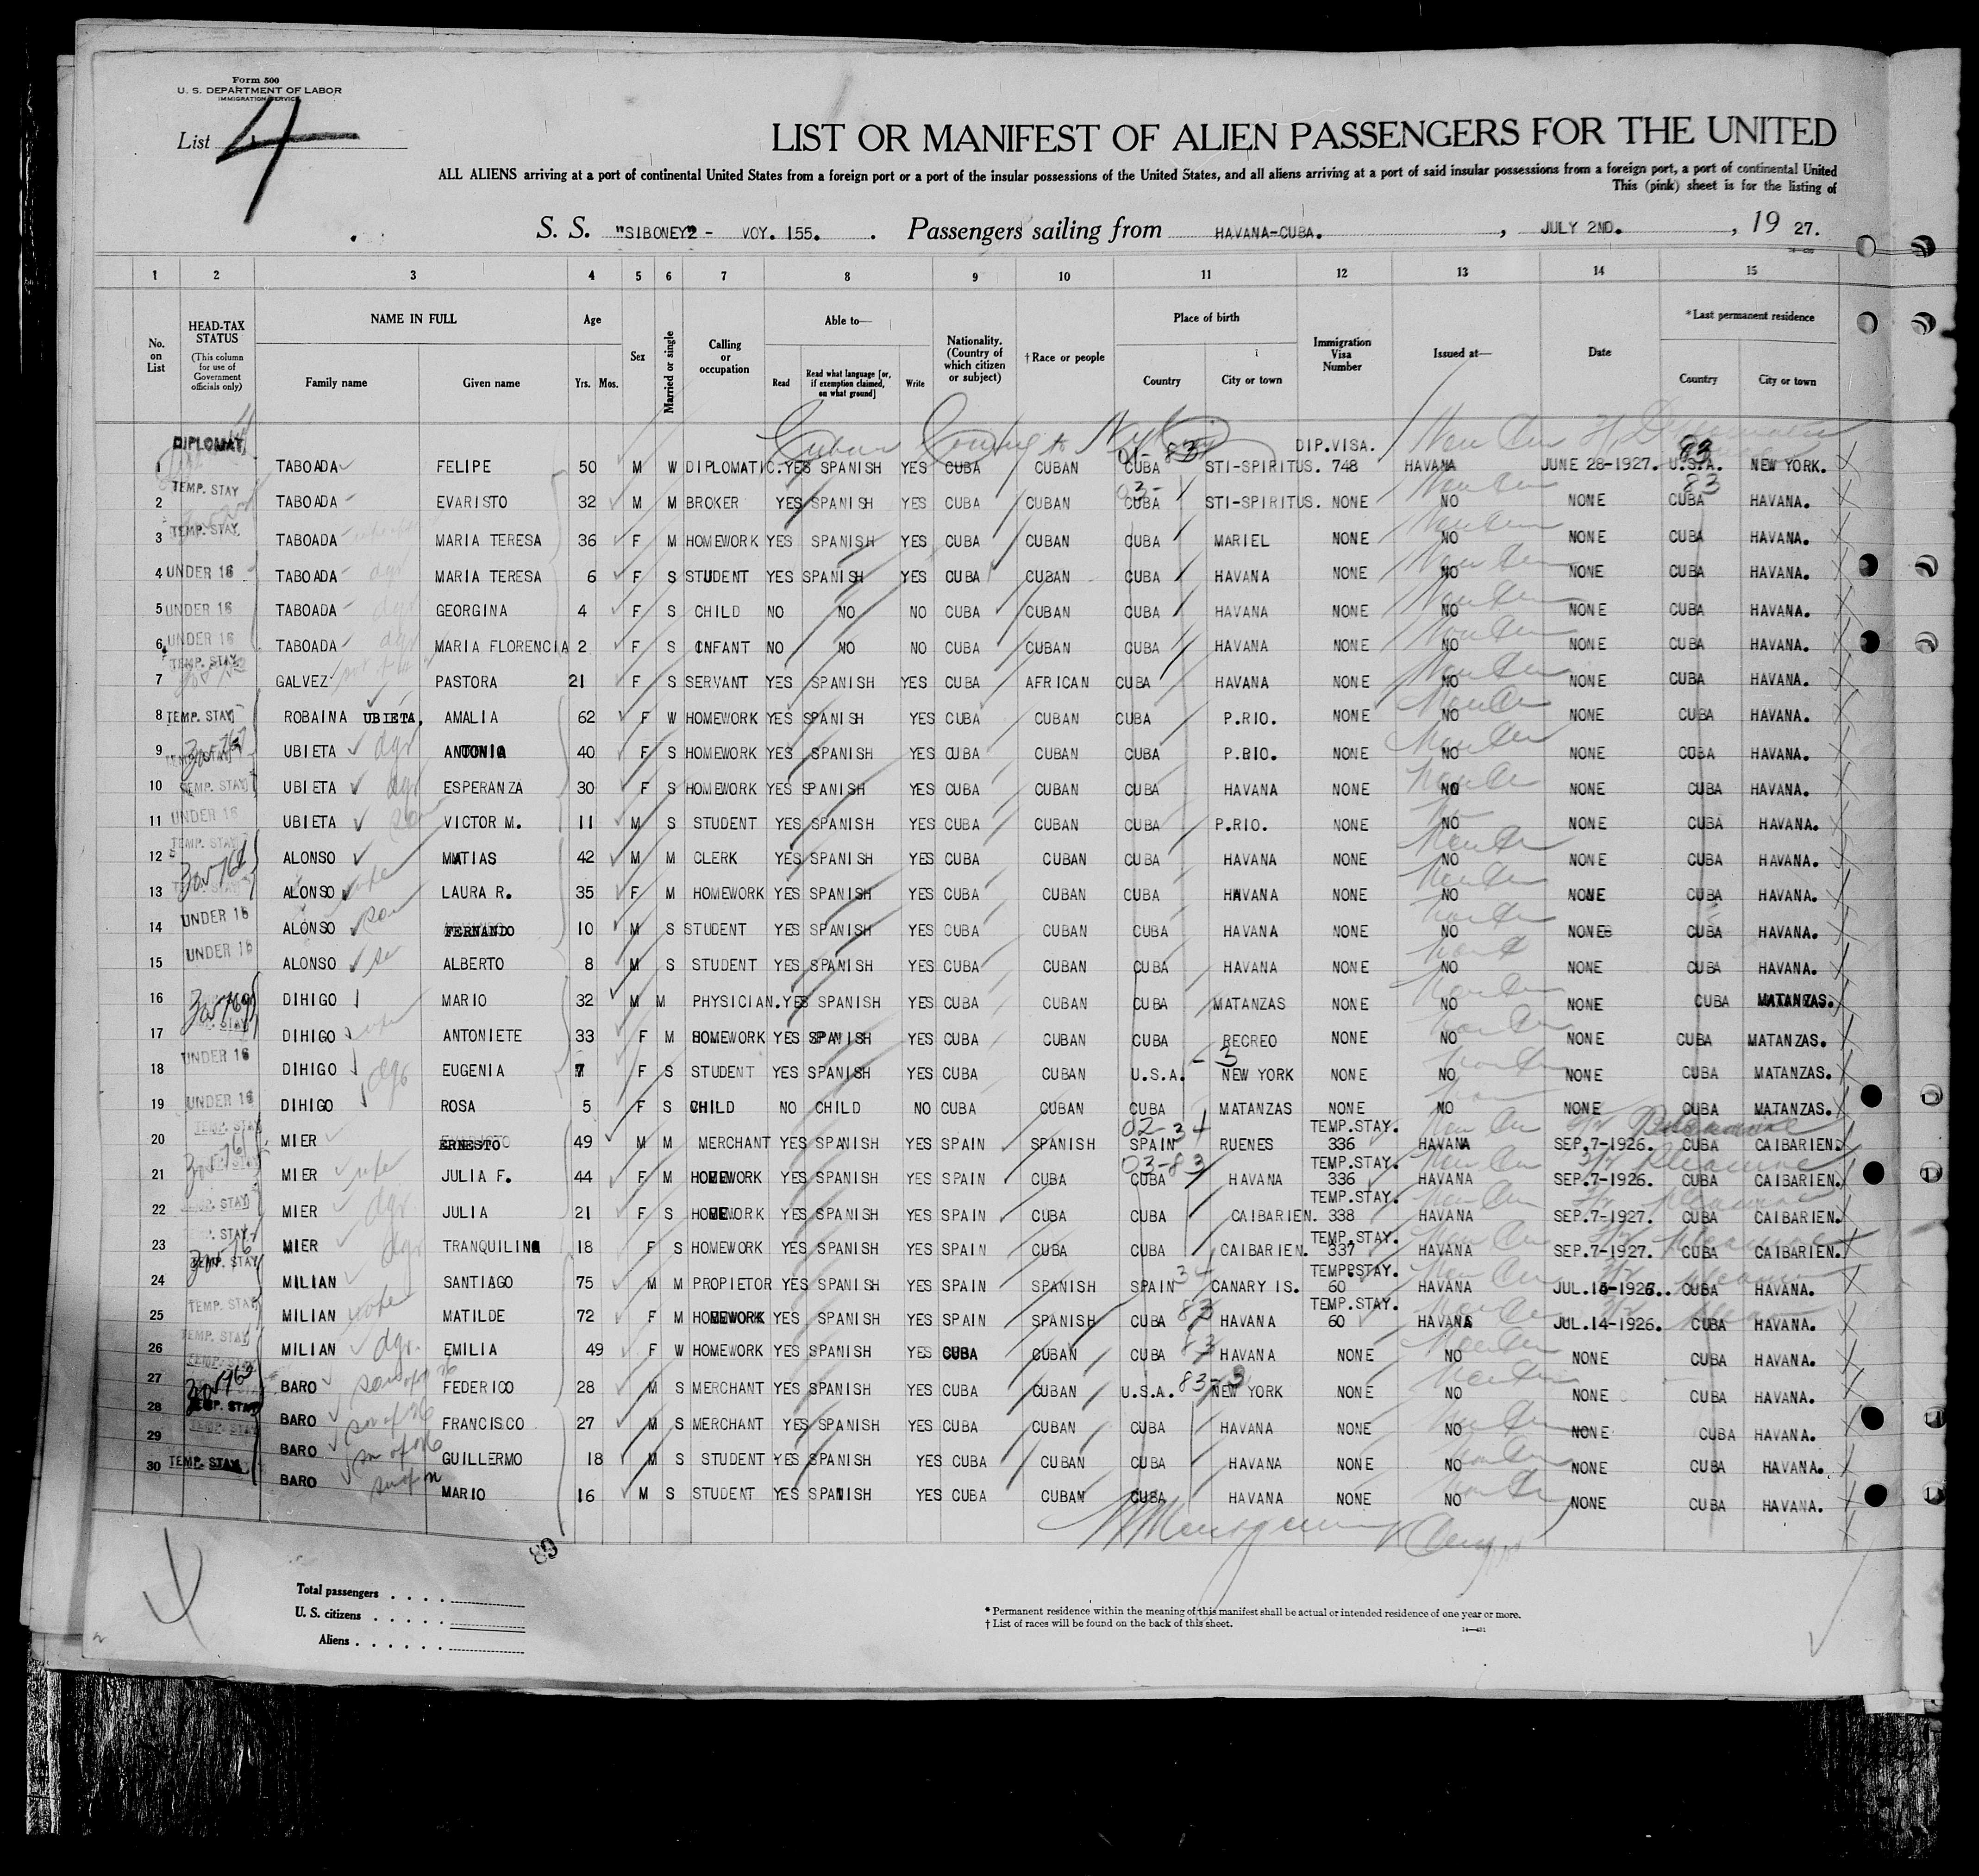 Form 500
U. S. DEPARTMENT OF LABOR
IMMIGRATION SERVICE
List 4
LIST OR MANIFEST OF ALIEN PASSENGERS FOR THE UNITED
ALL ALIENS arriving at a port of continental United States from a foreign port or a port of the insular possessions of the United States, and all aliens arriving at a port of said insular possessions from a foreign port, a port of continental United
This (pink) sheet is for the listing of
S. S. "SIBONEY" - VOY. 155. Passengers sailing from HAVANA-CUBA. , JULY 2ND. , 19 27.
1 2 3 4 5 6 7 8 9 10 11 12 13 14 15
No. on List
HEAD-TAX STATUS (This column for use of Government officials only)
NAME IN FULL Family name Given name
Age Yrs. Mos.
Sex
Married or single
Calling or occupation
Able to— Read Read what language [or, if exemption claimed, on what ground] Write
Nationality. (Country of which citizen or subject)
† Race or people
Place of birth Country City or town
Immigration Visa Number
Issued at—
Date
* Last permanent residence Country City or town
Cuban
DIP.VISA.
1 DIPLOMAT TABOADA FELIPE 50 M W DIPLOMATIC. YES SPANISH YES CUBA CUBAN CUBA STI-SPIRITUS. 748 HAVANA JUNE 28-1927. U.S.A. NEW YORK.
2 TEMP. STAY TABOADA EVARISTO 32 M M BROKER YES SPANISH YES CUBA CUBAN CUBA STI-SPIRITUS. NONE NO NONE CUBA HAVANA.
3 TEMP. STAY TABOADA MARIA TERESA 36 F M HOMEWORK YES SPANISH YES CUBA CUBAN CUBA MARIEL NONE NO NONE CUBA HAVANA.
4 UNDER 16 TABOADA dgr MARIA TERESA 6 F S STUDENT YES SPANISH YES CUBA CUBAN CUBA HAVANA NONE NO NONE CUBA HAVANA.
5 UNDER 16 TABOADA dgr GEORGINA 4 F S CHILD NO NO NO CUBA CUBAN CUBA HAVANA NONE NO NONE CUBA HAVANA.
6 UNDER 16 TABOADA dgr MARIA FLORENCIA 2 F S INFANT NO NO NO CUBA CUBAN CUBA HAVANA NONE NO NONE CUBA HAVANA.
7 TEMP. STAY GALVEZ PASTORA 21 F S SERVANT YES SPANISH YES CUBA AFRICAN CUBA HAVANA NONE NO NONE CUBA HAVANA.
8 TEMP. STAY ROBAINA UBIETA, AMALIA 62 F W HOMEWORK YES SPANISH YES CUBA CUBAN CUBA P.RIO. NONE NO NONE CUBA HAVANA.
9 TEMP. STAY UBIETA dgr ANTONIA 40 F S HOMEWORK YES SPANISH YES CUBA CUBAN CUBA P.RIO. NONE NO NONE CUBA HAVANA.
10 TEMP. STAY UBIETA dgr ESPERANZA 30 F S HOMEWORK YES SPANISH YES CUBA CUBAN CUBA HAVANA NONE NO NONE CUBA HAVANA.
11 UNDER 16 UBIETA son VICTOR M. 11 M S STUDENT YES SPANISH YES CUBA CUBAN CUBA P.RIO. NONE NO NONE CUBA HAVANA.
12 TEMP. STAY ALONSO MATIAS 42 M M CLERK YES SPANISH YES CUBA CUBAN CUBA HAVANA NONE NO NONE CUBA HAVANA.
13 ALONSO wife LAURA R. 35 F M HOMEWORK YES SPANISH YES CUBA CUBAN CUBA HAVANA NONE NO NONE CUBA HAVANA.
14 UNDER 16 ALONSO son FERNANDO 10 M S STUDENT YES SPANISH YES CUBA CUBAN CUBA HAVANA NONE NO NONE CUBA HAVANA.
15 UNDER 16 ALONSO ALBERTO 8 M S STUDENT YES SPANISH YES CUBA CUBAN CUBA HAVANA NONE NO NONE CUBA HAVANA.
16 DIHIGO MARIO 32 M M PHYSICIAN. YES SPANISH YES CUBA CUBAN CUBA MATANZAS NONE NO NONE CUBA MATANZAS.
17 TEMP. STAY DIHIGO wife ANTONIETE 33 F M HOMEWORK YES SPANISH YES CUBA CUBAN CUBA RECREO NONE NO NONE CUBA MATANZAS.
18 UNDER 16 DIHIGO dgr EUGENIA 7 F S STUDENT YES SPANISH YES CUBA CUBAN U.S.A. NEW YORK NONE NO NONE CUBA MATANZAS.
19 UNDER 16 DIHIGO ROSA 5 F S CHILD NO CHILD NO CUBA CUBAN CUBA MATANZAS NONE NO NONE CUBA MATANZAS.
20 TEMP. STAY MIER ERNESTO 49 M M MERCHANT YES SPANISH YES SPAIN SPANISH SPAIN RUENES TEMP.STAY. 336 HAVANA SEP.7-1926. CUBA CAIBARIEN.
21 MIER wife JULIA F. 44 F M HOMEWORK YES SPANISH YES SPAIN CUBA CUBA HAVANA TEMP.STAY. 336 HAVANA SEP.7-1926. CUBA CAIBARIEN.
22 TEMP. STAY MIER dgr JULIA 21 F S HOMEWORK YES SPANISH YES SPAIN CUBA CUBA CAIBARIEN. TEMP.STAY. 338 HAVANA SEP.7-1927. CUBA CAIBARIEN.
23 TEMP. STAY MIER dgr TRANQUILINA 18 F S HOMEWORK YES SPANISH YES SPAIN CUBA CUBA CAIBARIEN. TEMP.STAY. 337 HAVANA SEP.7-1927. CUBA CAIBARIEN.
24 TEMP. STAY MILIAN SANTIAGO 75 M M PROPIETOR YES SPANISH YES SPAIN SPANISH SPAIN CANARY IS. TEMP.STAY. 60 HAVANA CUBA HAVANA.
25 TEMP. STAY MILIAN wife MATILDE 72 F M HOMEWORK YES SPANISH YES SPAIN SPANISH CUBA HAVANA TEMP.STAY. 60 HAVANA JUL.14-1926. CUBA HAVANA.
26 TEMP. STAY MILIAN dgr. EMILIA 49 F W HOMEWORK YES SPANISH YES CUBA CUBAN CUBA HAVANA NONE NO NONE CUBA HAVANA.
27 TEMP. STAY BARO son of 26 FEDERICO 28 M S MERCHANT YES SPANISH YES CUBA CUBAN U.S.A. NEW YORK NONE NO NONE CUBA HAVANA.
28 TEMP. STAY BARO son of 26 FRANCISCO 27 M S MERCHANT YES SPANISH YES CUBA CUBAN CUBA HAVANA NONE NO NONE CUBA HAVANA.
29 TEMP. STAY BARO GUILLERMO 18 M S STUDENT YES SPANISH YES CUBA CUBAN CUBA HAVANA NONE NO NONE CUBA HAVANA.
30 TEMP. STAY BARO MARIO 16 M S STUDENT YES SPANISH YES CUBA CUBAN CUBA HAVANA NONE NO NONE CUBA HAVANA.
Total passengers
U. S. citizens
Aliens
* Permanent residence within the meaning of this manifest shall be actual or intended residence of one year or more.
† List of races will be found on the back of this sheet.